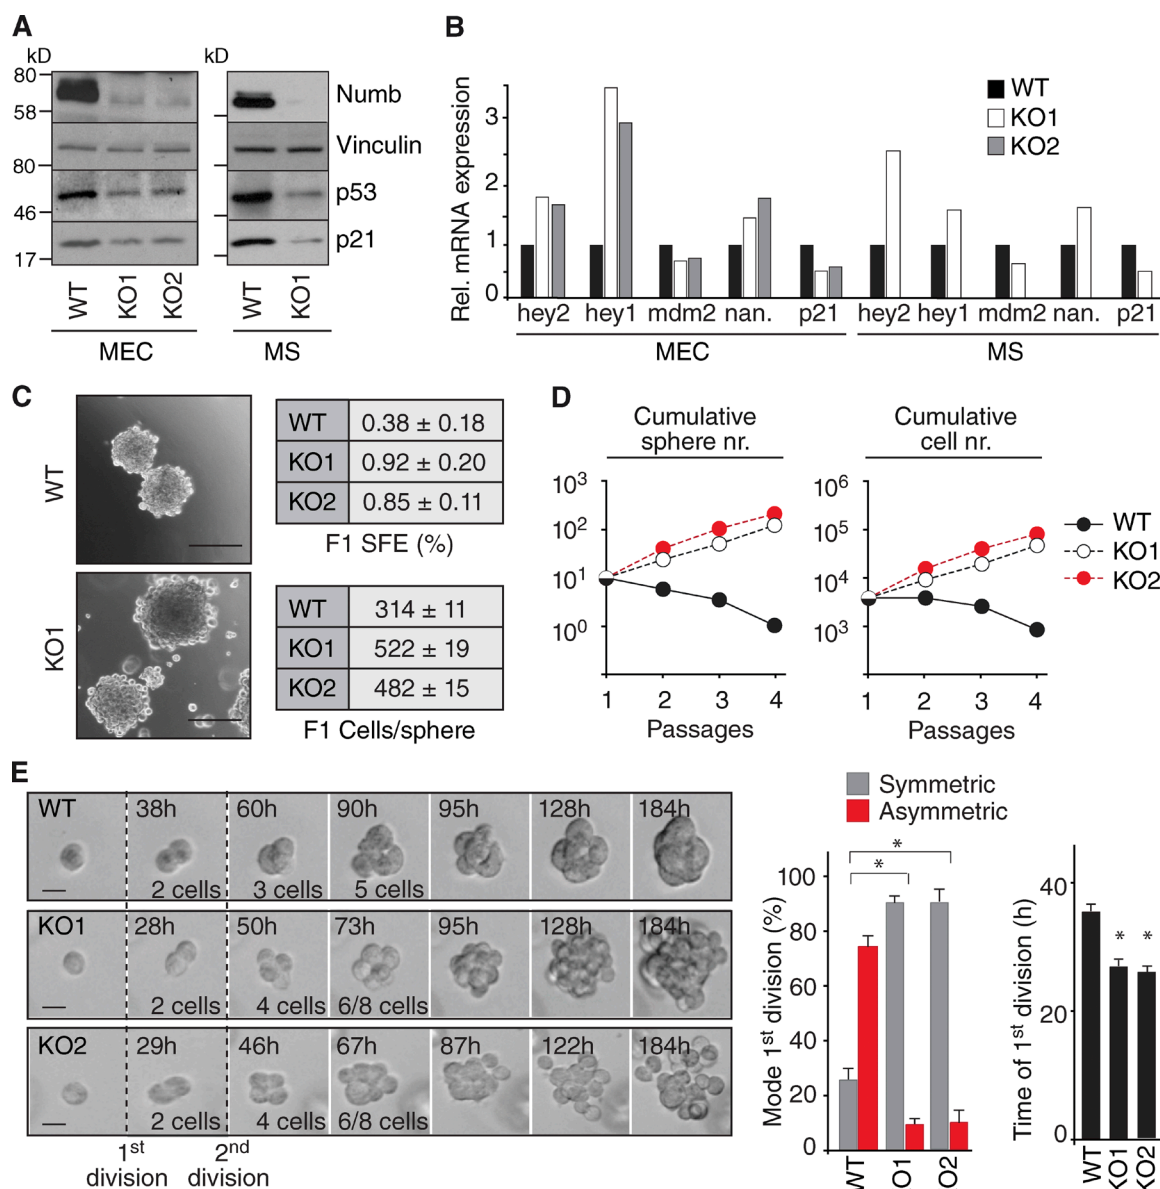 A
kD
kD
80
58
80
46
17
Numb
Vinculin
p53
p21
WT
KO1
KO2
WT
KO1
MEC
MS
B
Rel. mRNA expression
3
2
1
0
WT
KO1
KO2
hey2 hey1 mdm2 nan. p21 hey2 hey1 mdm2 nan. p21
MEC
MS
C
WT
KO1
WT 0.38 ± 0.18
KO1 0.92 ± 0.20
KO2 0.85 ± 0.11
F1 SFE (%)
WT 314 ± 11
KO1 522 ± 19
KO2 482 ± 15
F1 Cells/sphere
D
Cumulative
sphere nr.
10³
10²
10¹
10⁰
1 2 3 4
Passages
Cumulative
cell nr.
10⁶
10⁵
10⁴
10³
1 2 3 4
Passages
WT
KO1
KO2
E
WT 38h 60h 90h 95h 128h 184h
2 cells 3 cells 5 cells
KO1 28h 50h 73h 95h 128h 184h
2 cells 4 cells 6/8 cells
KO2 29h 46h 67h 87h 122h 184h
2 cells 4 cells 6/8 cells
1st
division
2nd
division
Symmetric
Asymmetric
Mode 1st division (%)
100
80
60
40
20
0
*
*
WT
O1
O2
Time of 1st division (h)
40
20
0
* *
WT
KO1
KO2